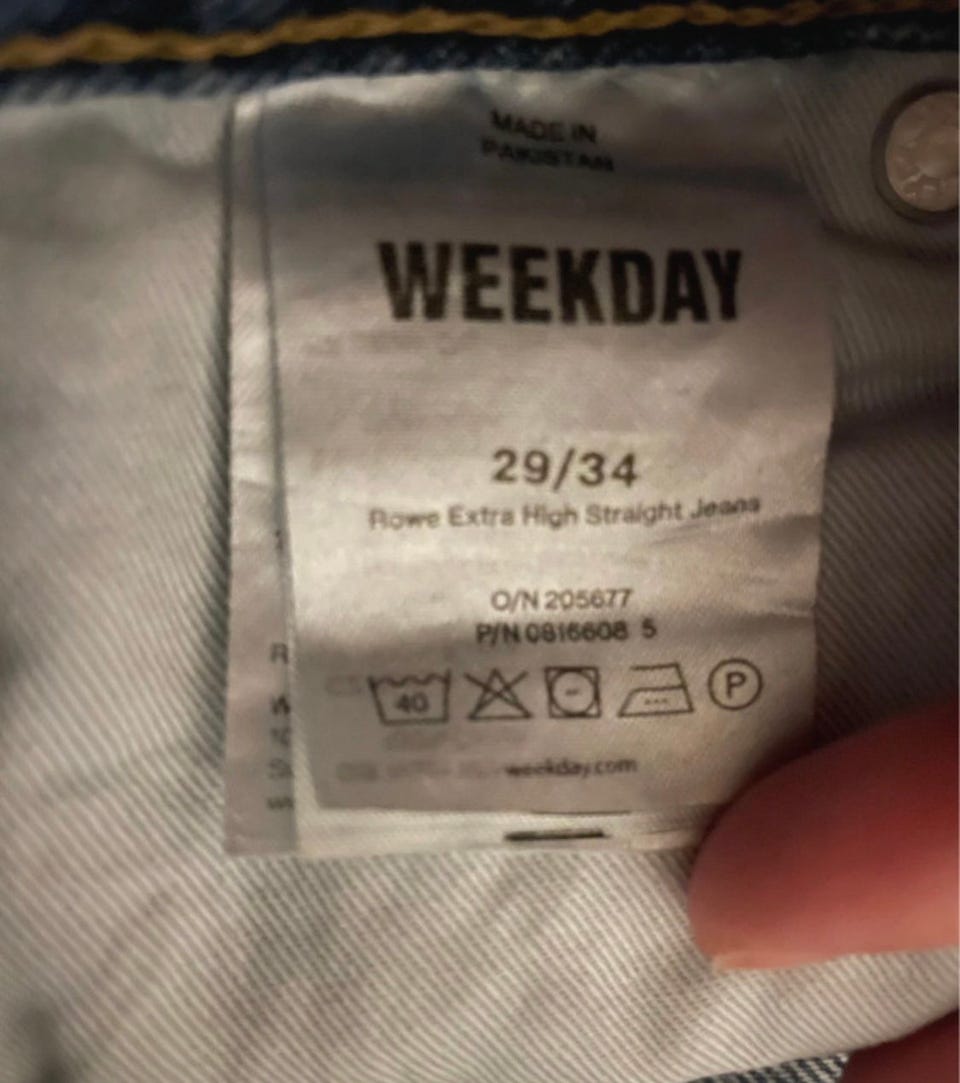 MADE IN
PAKISTAN
WEEKDAY
29/34
Rowe Extra High Straight Jeans
O/N 205677
P/N 0816608 5
40 P
weekday.com